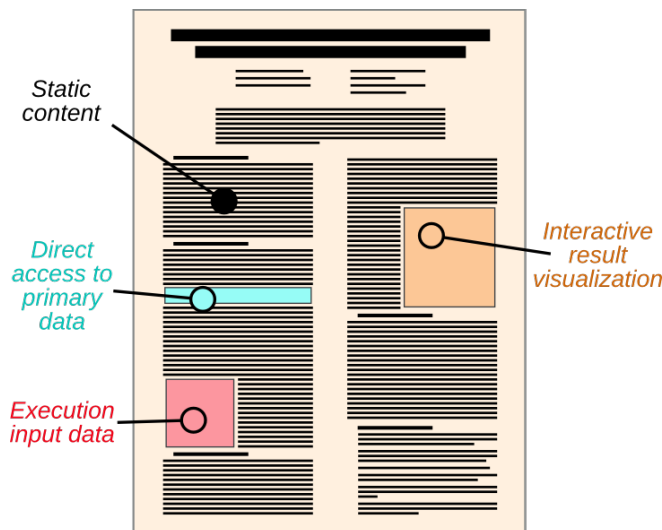 Static
content
Direct
access to
primary
data
Execution
input data
Interactive
result
visualization